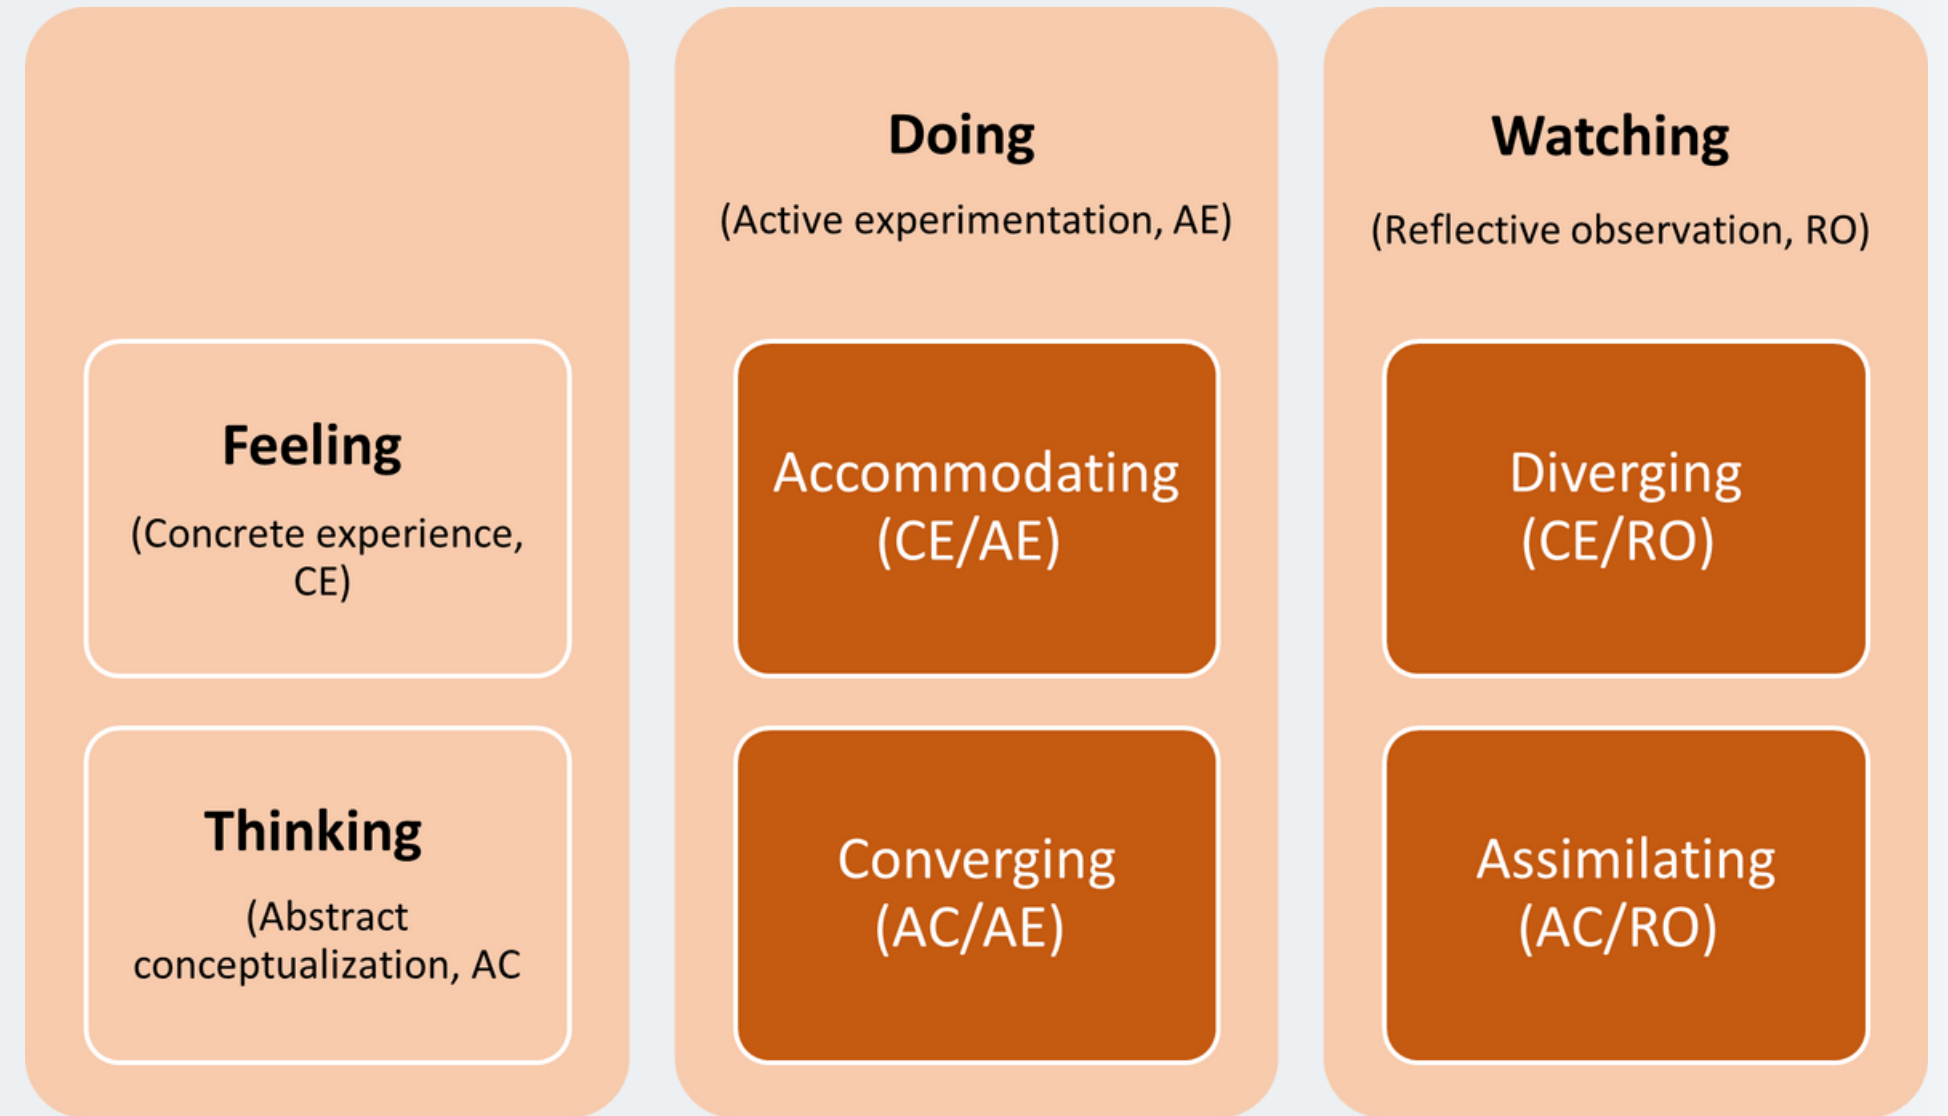 Doing
(Active experimentation, AE)
Watching
(Reflective observation, RO)
Feeling
(Concrete experience,
CE)
Accommodating
(CE/AE)
Diverging
(CE/RO)
Thinking
(Abstract
conceptualization, AC
Converging
(AC/AE)
Assimilating
(AC/RO)